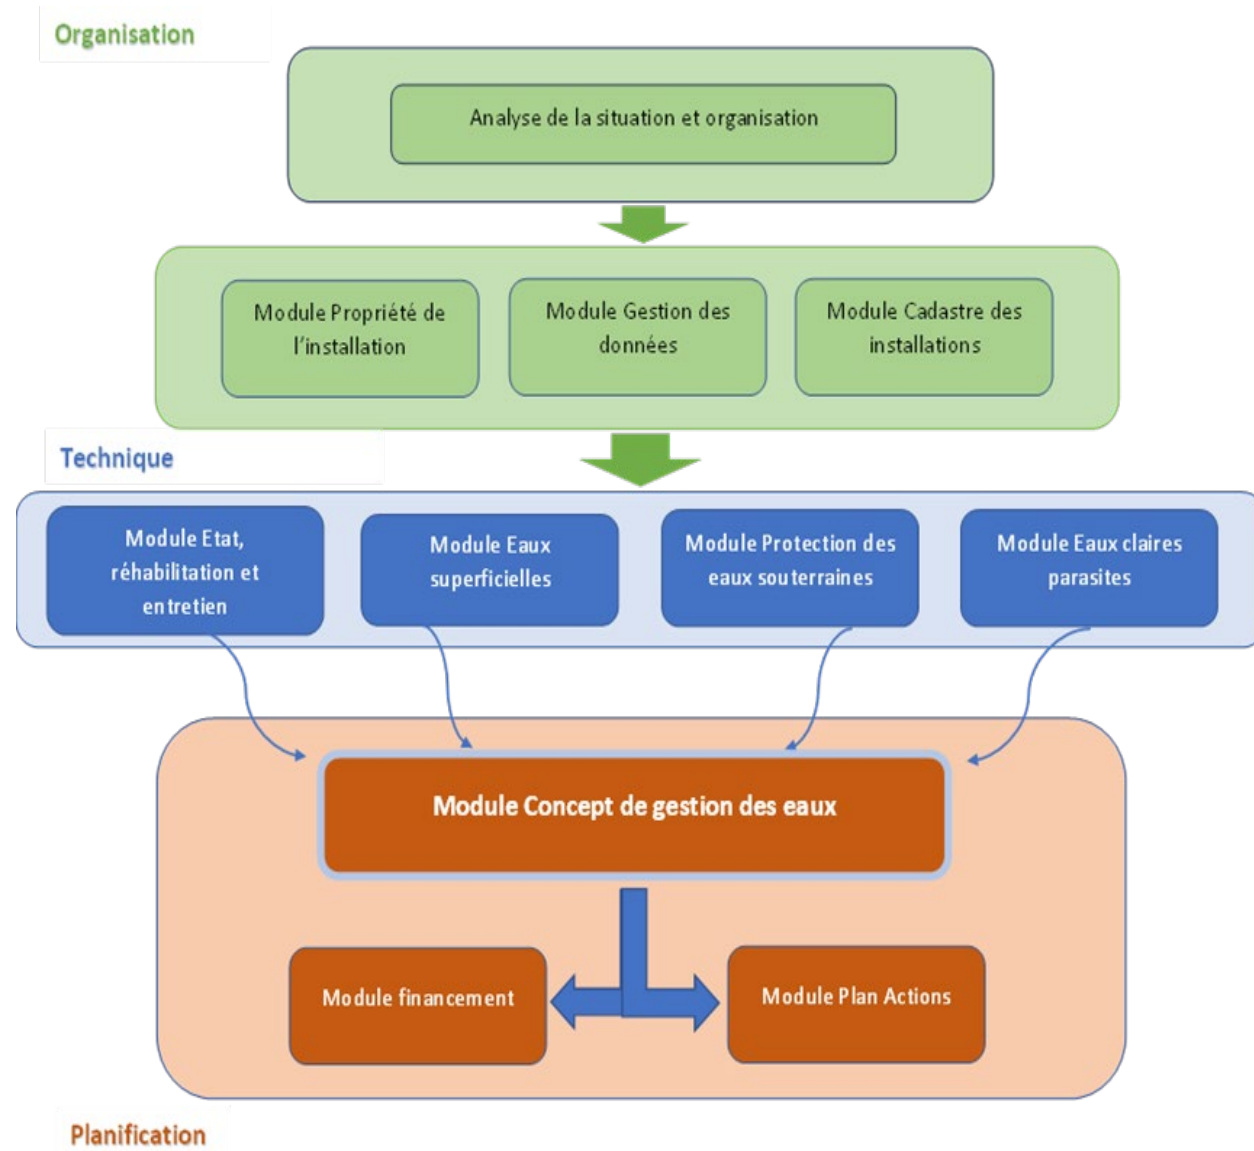 Organisation
Analyse de la situation et organisation
Module Propriété de
l'installation
Module Gestion des
données
Module Cadastre des
installations
Technique
Module Etat,
réhabilitation et
entretien
Module Eaux
superficielles
Module Protection des
eaux souterraines
Module Eaux claires
parasites
Module Concept de gestion des eaux
Module financement
Module Plan Actions
Planification